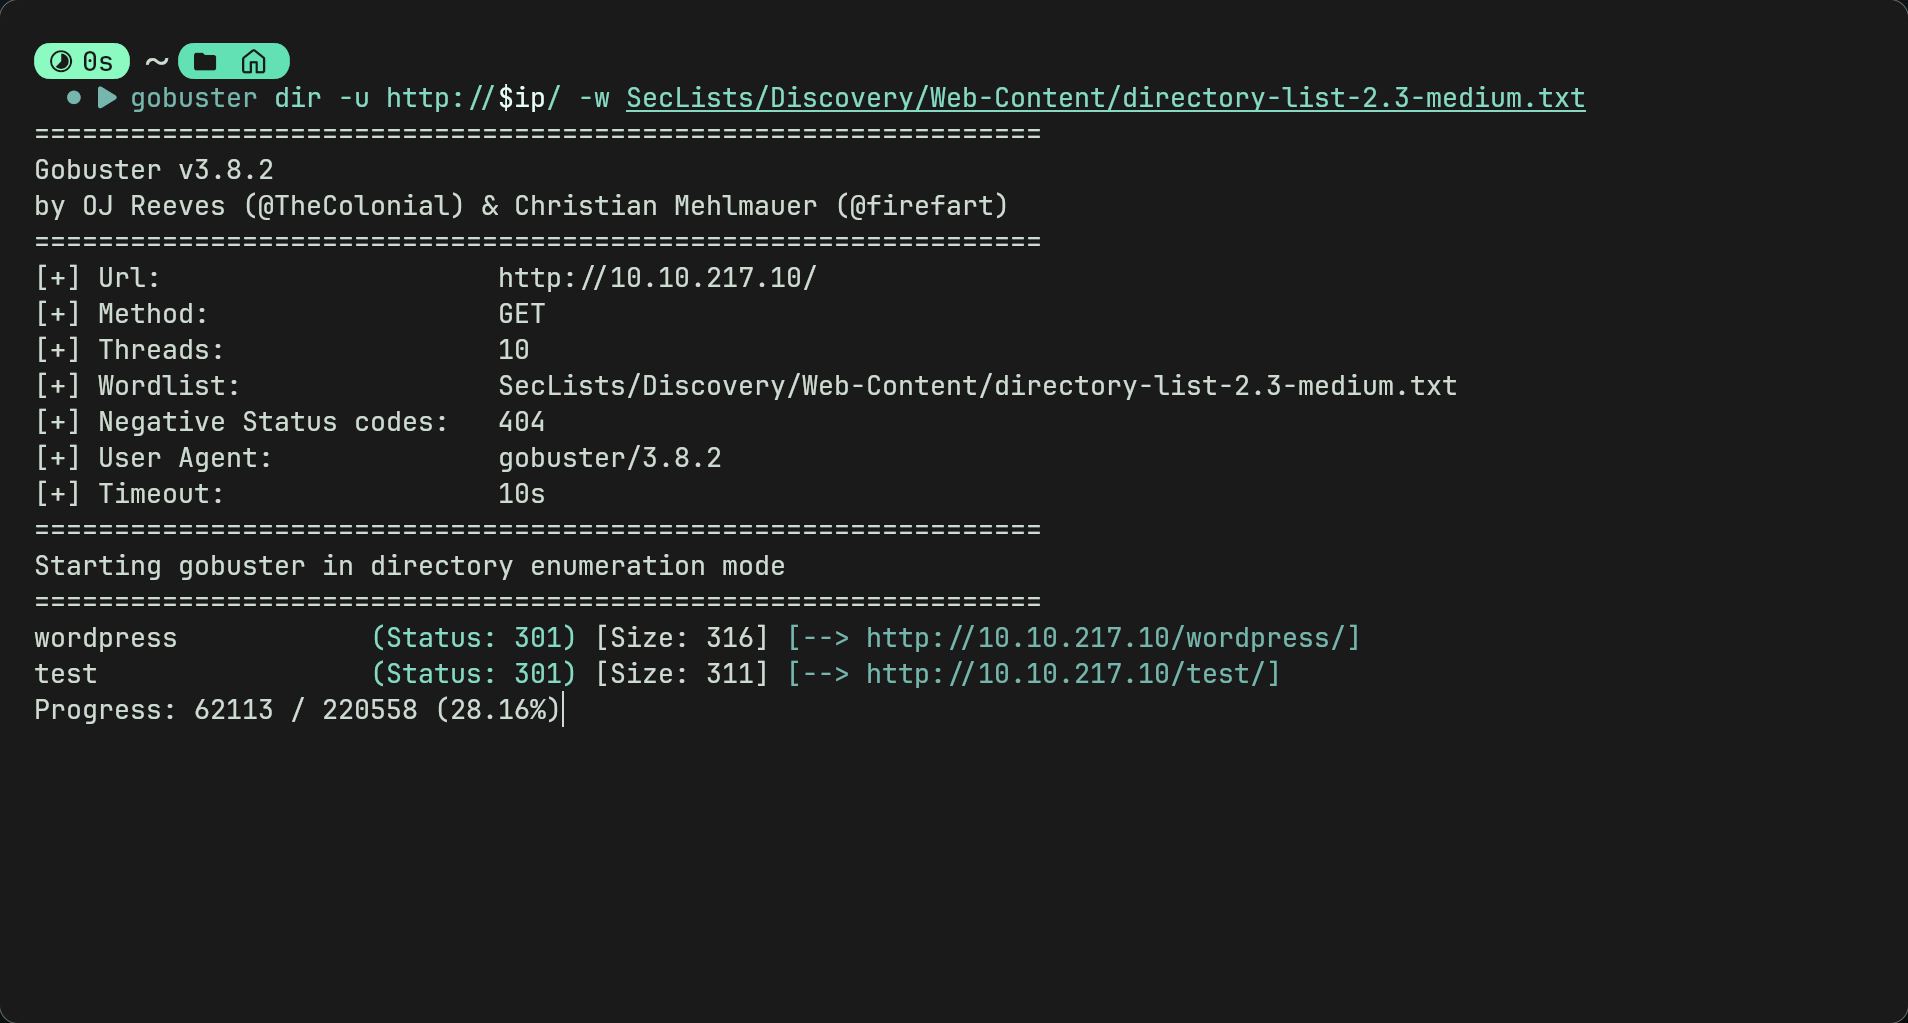 0s ~
gobuster dir -u http://$ip/ -w SecLists/Discovery/Web-Content/directory-list-2.3-medium.txt
===============================================================
Gobuster v3.8.2
by OJ Reeves (@TheColonial) & Christian Mehlmauer (@firefart)
===============================================================
[+] Url:                     http://10.10.217.10/
[+] Method:                  GET
[+] Threads:                 10
[+] Wordlist:                SecLists/Discovery/Web-Content/directory-list-2.3-medium.txt
[+] Negative Status codes:   404
[+] User Agent:              gobuster/3.8.2
[+] Timeout:                 10s
===============================================================
Starting gobuster in directory enumeration mode
===============================================================
wordpress            (Status: 301) [Size: 316] [--> http://10.10.217.10/wordpress/]
test                 (Status: 301) [Size: 311] [--> http://10.10.217.10/test/]
Progress: 62113 / 220558 (28.16%)